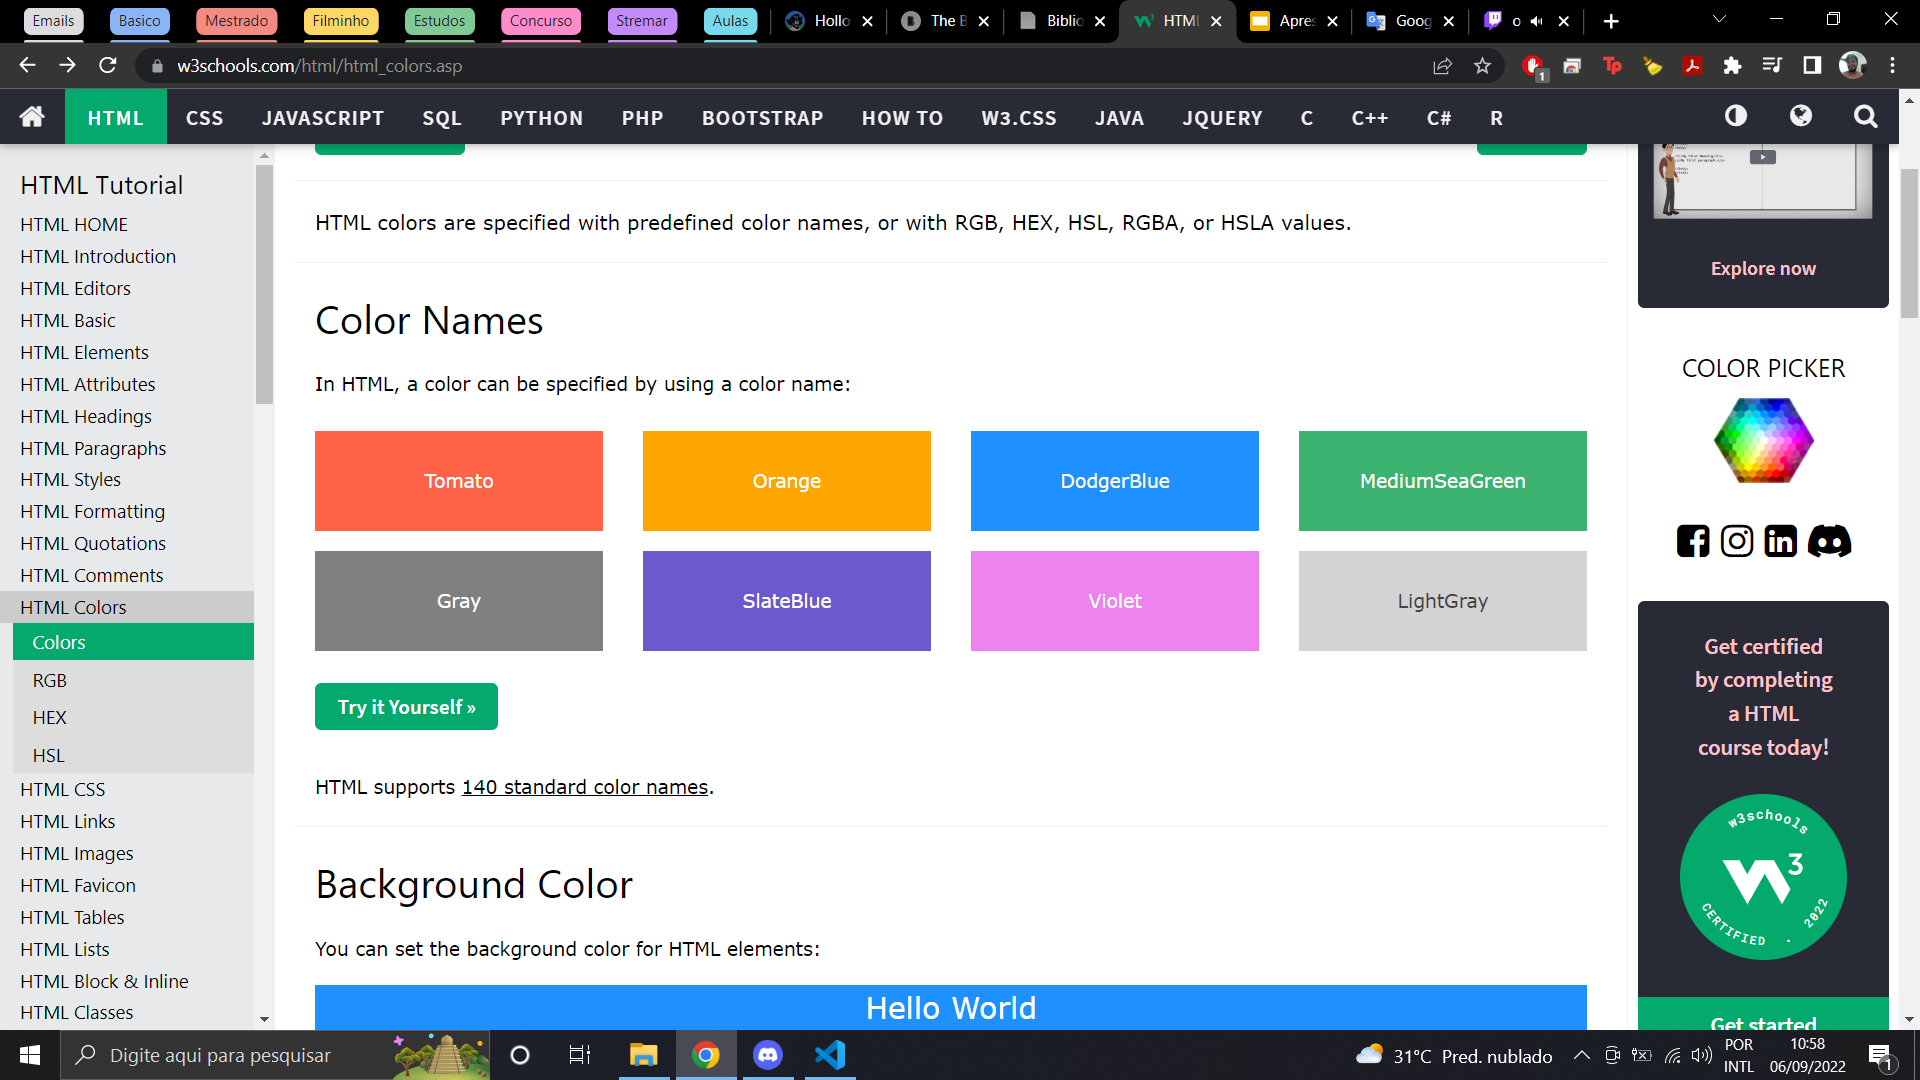 Emails
Basico
Mestrado
Filminho
Estudos
Concurso
Stremar
Aulas
Hollo
The B
Biblio
HTML
Apres
Goog
o
w3schools.com/html/html_colors.asp
1
HTML
CSS
JAVASCRIPT
SQL
PYTHON
PHP
BOOTSTRAP
HOW TO
W3.CSS
JAVA
JQUERY
C
C++
C#
R
HTML Tutorial
HTML HOME
HTML Introduction
HTML Editors
HTML Basic
HTML Elements
HTML Attributes
HTML Headings
HTML Paragraphs
HTML Styles
HTML Formatting
HTML Quotations
HTML Comments
HTML Colors
Colors
RGB
HEX
HSL
HTML CSS
HTML Links
HTML Images
HTML Favicon
HTML Tables
HTML Lists
HTML Block & Inline
HTML Classes
HTML colors are specified with predefined color names, or with RGB, HEX, HSL, RGBA, or HSLA values.
Color Names
In HTML, a color can be specified by using a color name:
Tomato
Orange
DodgerBlue
MediumSeaGreen
Gray
SlateBlue
Violet
LightGray
Try it Yourself »
HTML supports 140 standard color names.
Background Color
You can set the background color for HTML elements:
Hello World
Explore now
COLOR PICKER
Get certified
by completing
a HTML
course today!
w3schools
W3
CERTIFIED . 2022
Get started
Digite aqui para pesquisar
31°C Pred. nublado
POR
INTL
10:58
06/09/2022
1